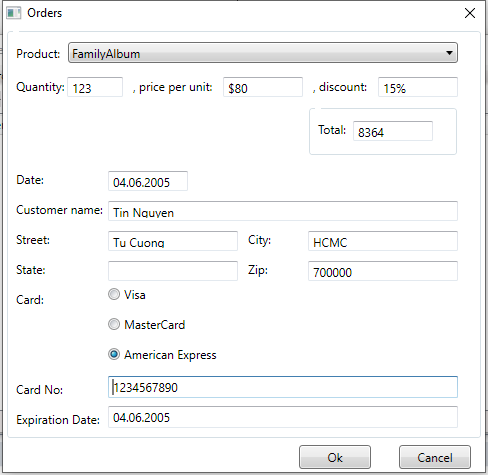 Orders
Product: FamilyAlbum
Quantity: 123 , price per unit: $80 , discount: 15%
Total: 8364
Date: 04.06.2005
Customer name: Tin Nguyen
Street: Tu Cuong City: HCMC
State: Zip: 700000
Card: Visa
MasterCard
American Express
Card No: 1234567890
Expiration Date: 04.06.2005
Ok Cancel